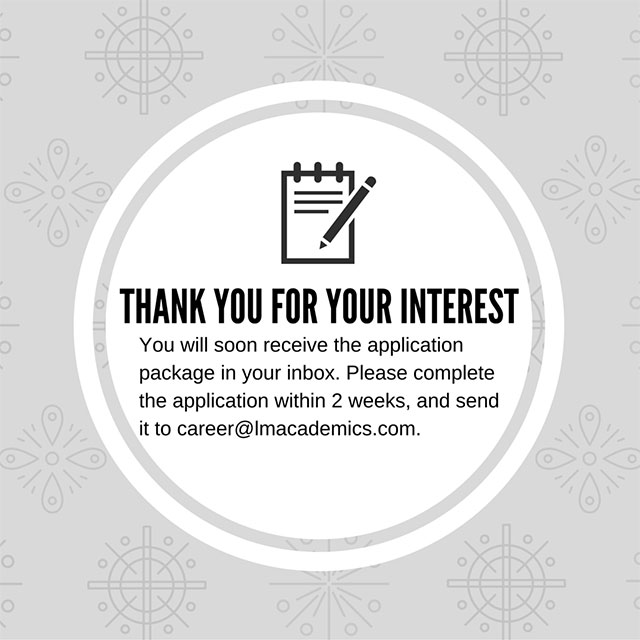 THANK YOU FOR YOUR INTEREST
You will soon receive the application
package in your inbox. Please complete
the application within 2 weeks, and send
it to career@lmacademics.com.